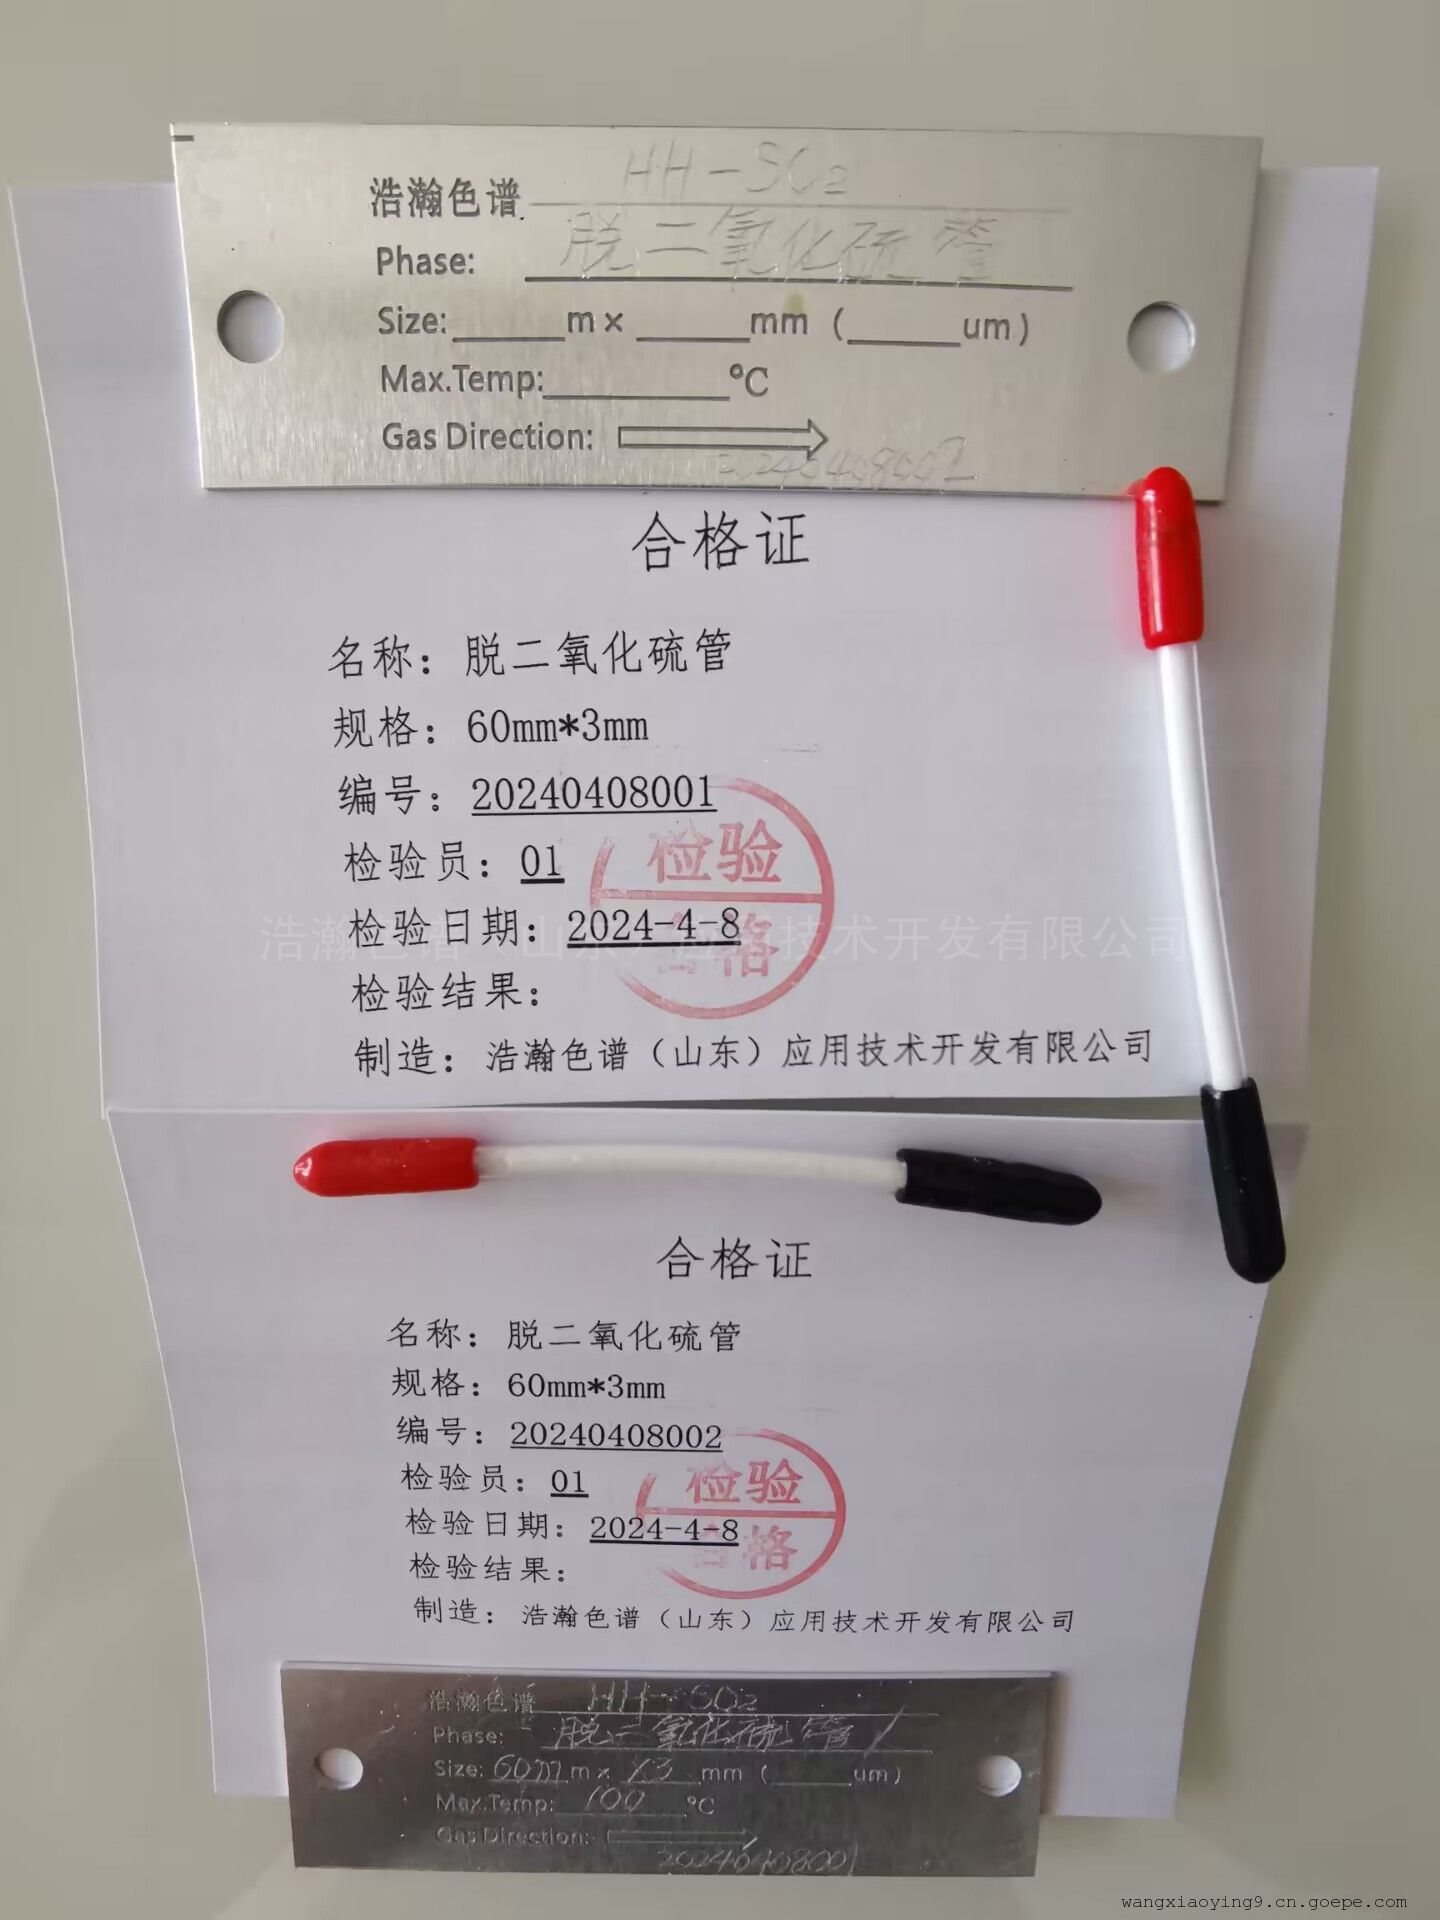 浩瀚色谱 HH-SO2
Phase: 脱二氧化硫管
Size: m× mm ( um)
Max.Temp: ℃
Gas Direction:
20240408002
合格证
名称：脱二氧化硫管
规格：60mm*3mm
编号：20240408001
检验员：01
检验日期：2024-4-8
检验结果：
制造：浩瀚色谱（山东）应用技术开发有限公司
检验
合格
浩瀚色谱（山东）应用技术开发有限公司
合格证
名称：脱二氧化硫管
规格：60mm*3mm
编号：20240408002
检验员：01
检验日期：2024-4-8
检验结果：
制造：浩瀚色谱（山东）应用技术开发有限公司
检验
合格
浩瀚色谱 HH-SO2
Phase: 脱二氧化硫管
Size: 60m m× ×3 mm ( um)
Max.Temp: 100 ℃
Gas Direction:
20240408001
wangxiaoying9.cn.goepe.com